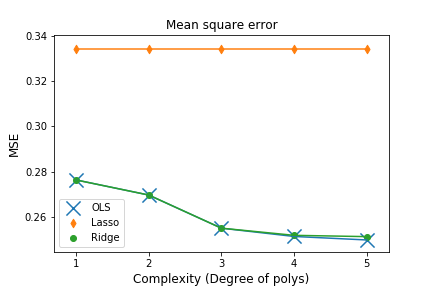 Mean square error
MSE
0.34
0.32
0.30
0.28
0.26
OLS
Lasso
Ridge
1 2 3 4 5
Complexity (Degree of polys)